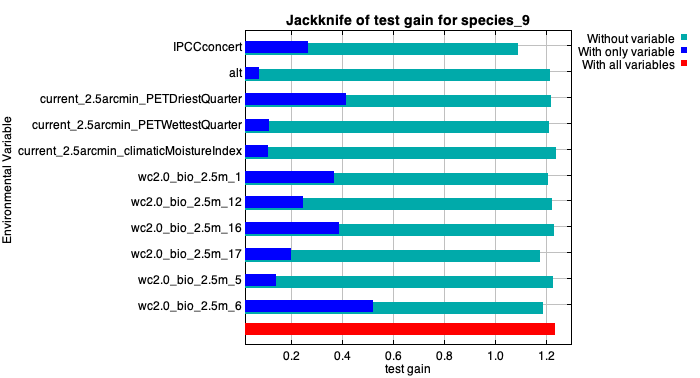 Jackknife of test gain for species_9
Without variable
With only variable
With all variables
Environmental Variable
IPCCconcert
alt
current_2.5arcmin_PETDriestQuarter
current_2.5arcmin_PETWettestQuarter
current_2.5arcmin_climaticMoistureIndex
wc2.0_bio_2.5m_1
wc2.0_bio_2.5m_12
wc2.0_bio_2.5m_16
wc2.0_bio_2.5m_17
wc2.0_bio_2.5m_5
wc2.0_bio_2.5m_6
0.2 0.4 0.6 0.8 1.0 1.2
test gain